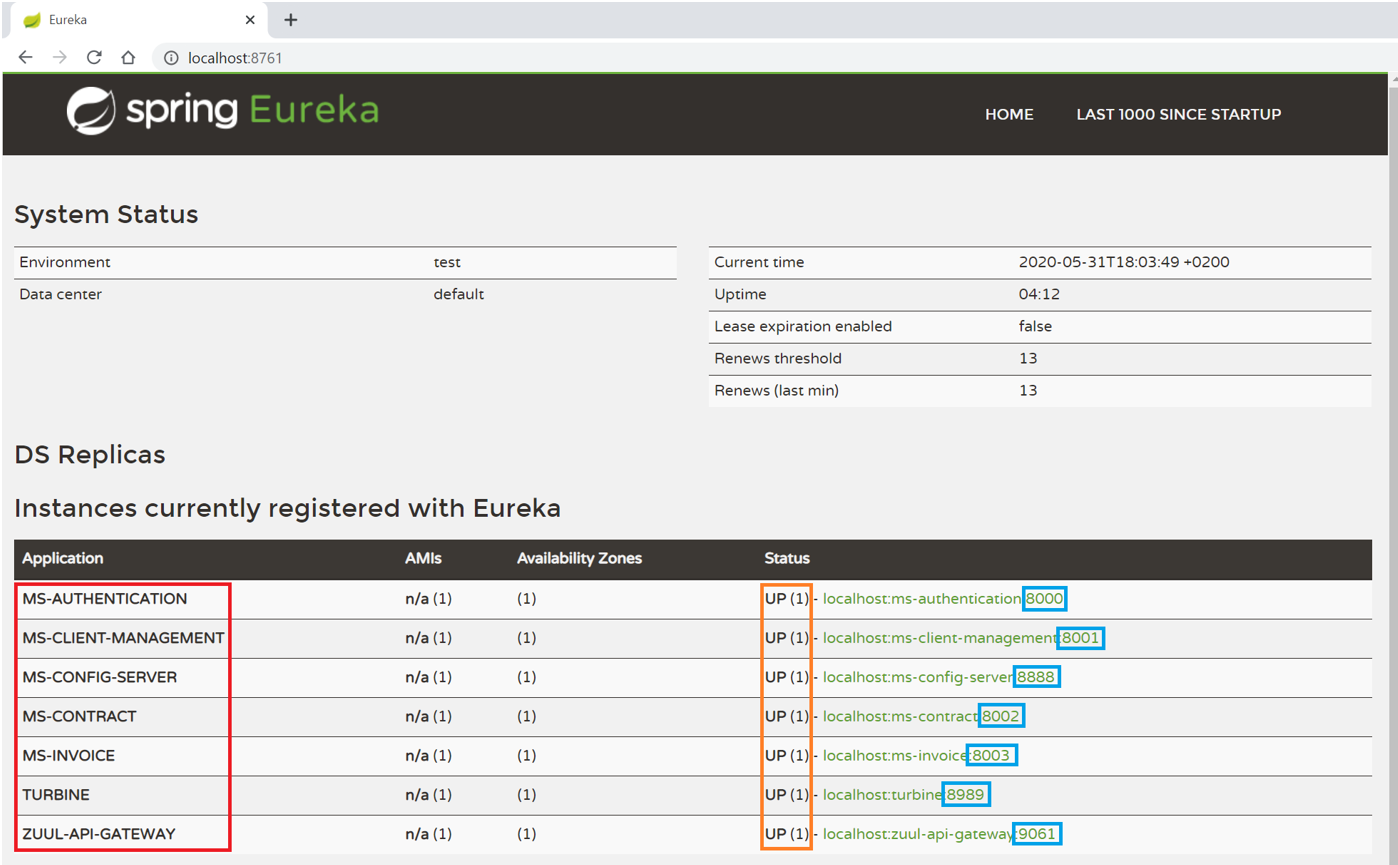 Eureka
localhost:8761
spring Eureka HOME LAST 1000 SINCE STARTUP
System Status
Environment test
Data center default
Current time 2020-05-31T18:03:49 +0200
Uptime 04:12
Lease expiration enabled false
Renews threshold 13
Renews (last min) 13
DS Replicas
Instances currently registered with Eureka
Application AMIs Availability Zones Status
MS-AUTHENTICATION n/a (1) (1) UP (1) - localhost:ms-authentication:8000
MS-CLIENT-MANAGEMENT n/a (1) (1) UP (1) - localhost:ms-client-management:8001
MS-CONFIG-SERVER n/a (1) (1) UP (1) - localhost:ms-config-server:8888
MS-CONTRACT n/a (1) (1) UP (1) - localhost:ms-contract:8002
MS-INVOICE n/a (1) (1) UP (1) - localhost:ms-invoice:8003
TURBINE n/a (1) (1) UP (1) - localhost:turbine:8989
ZUUL-API-GATEWAY n/a (1) (1) UP (1) - localhost:zuul-api-gateway:9061